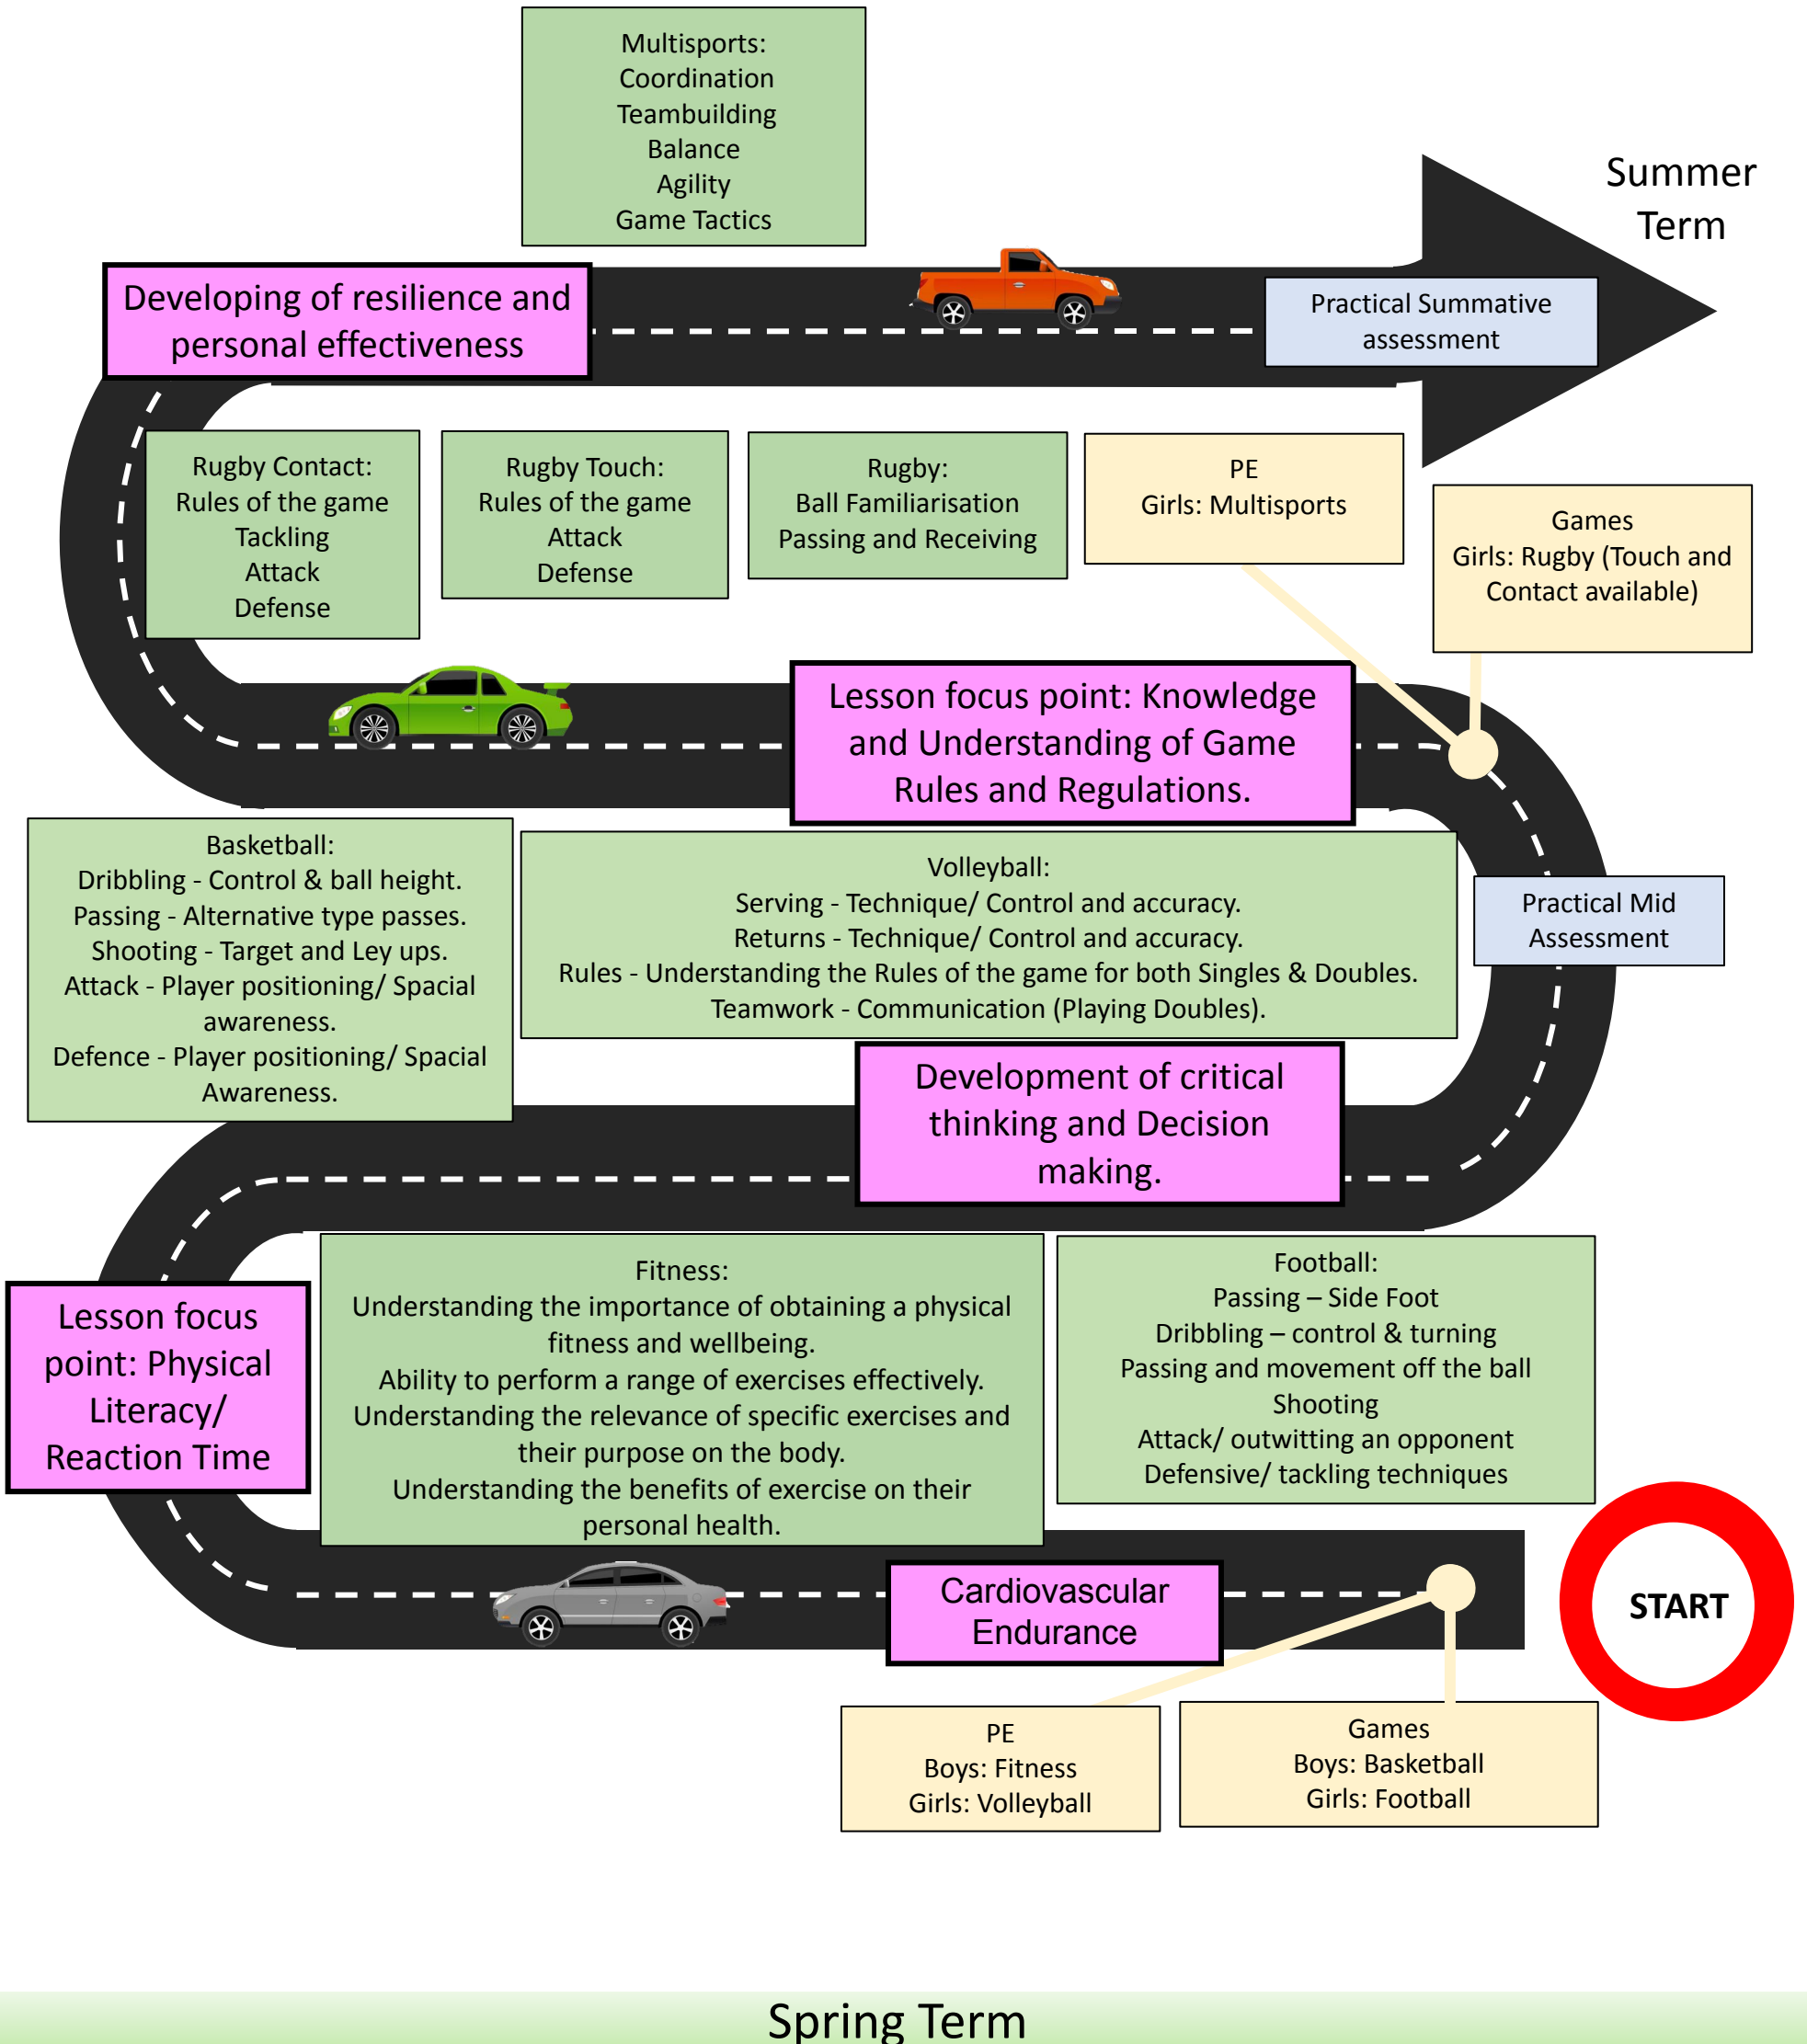 Multisports:
Coordination
Teambuilding
Balance
Agility
Game Tactics
Summer
Term
Developing of resilience and
personal effectiveness
Practical Summative
assessment
Rugby Contact:
Rules of the game
Tackling
Attack
Defense
Rugby Touch:
Rules of the game
Attack
Defense
Rugby:
Ball Familiarisation
Passing and Receiving
PE
Girls: Multisports
Games
Girls: Rugby (Touch and
Contact available)
Lesson focus point: Knowledge
and Understanding of Game
Rules and Regulations.
Basketball:
Dribbling - Control & ball height.
Passing - Alternative type passes.
Shooting - Target and Ley ups.
Attack - Player positioning/ Spacial
awareness.
Defence - Player positioning/ Spacial
Awareness.
Volleyball:
Serving - Technique/ Control and accuracy.
Returns - Technique/ Control and accuracy.
Rules - Understanding the Rules of the game for both Singles & Doubles.
Teamwork - Communication (Playing Doubles).
Practical Mid
Assessment
Development of critical
thinking and Decision
making.
Lesson focus
point: Physical
Literacy/
Reaction Time
Fitness:
Understanding the importance of obtaining a physical
fitness and wellbeing.
Ability to perform a range of exercises effectively.
Understanding the relevance of specific exercises and
their purpose on the body.
Understanding the benefits of exercise on their
personal health.
Football:
Passing – Side Foot
Dribbling – control & turning
Passing and movement off the ball
Shooting
Attack/ outwitting an opponent
Defensive/ tackling techniques
START
Cardiovascular
Endurance
PE
Boys: Fitness
Girls: Volleyball
Games
Boys: Basketball
Girls: Football
Spring Term